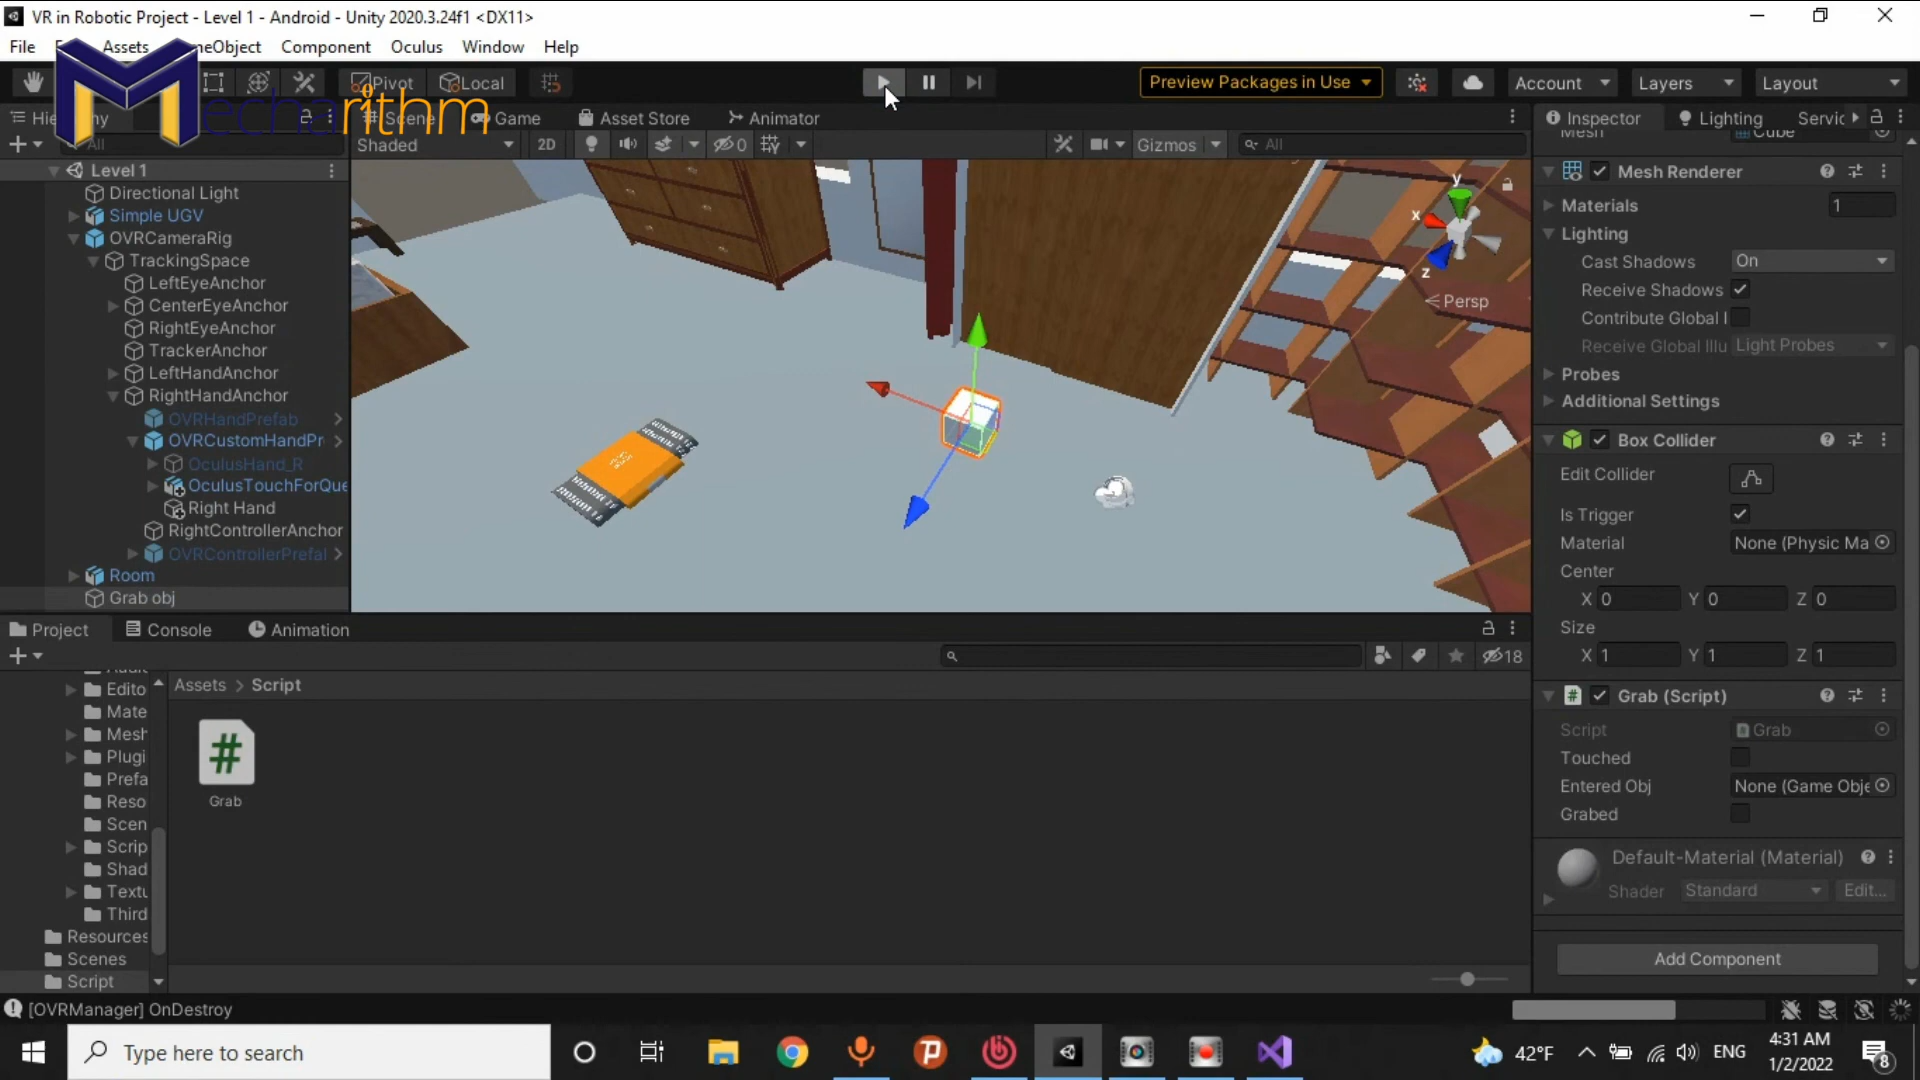 VR in Robotic Project - Level 1 - Android - Unity 2020.3.24f1 <DX11>
File
Assets
Component
Oculus
Window
Help
Pivot
Local
Preview Packages in Use
Account
Layers
Layout
Mecharithm
Scene
Game
Asset Store
Animator
Inspector
Lighting
Servic
All
Shaded
2D
0
Gizmos
All
Level 1
Directional Light
Simple UGV
OVRCameraRig
TrackingSpace
LeftEyeAnchor
CenterEyeAnchor
RightEyeAnchor
TrackerAnchor
LeftHandAnchor
RightHandAnchor
OVRHandPrefab
OVRCustomHandPr
OculusHand_R
OculusTouchForQue
Right Hand
RightControllerAnchor
OVRControllerPrefal
Room
Grab obj
y
x
z
Persp
Mesh
Cube
Mesh Renderer
Materials
1
Lighting
Cast Shadows
On
Receive Shadows
Contribute Global I
Receive Global Illu
Light Probes
Probes
Additional Settings
Box Collider
Edit Collider
Is Trigger
Material
None (Physic Ma
Center
X 0 Y 0 Z 0
Size
X 1 Y 1 Z 1
Grab (Script)
Script
Grab
Touched
Entered Obj
None (Game Obje
Grabed
Default-Material (Material)
Shader
Standard
Edit...
Add Component
Project
Console
Animation
18
Edito
Mate
Mesh
Plugi
Prefa
Reso
Scen
Scrip
Shad
Textu
Third
Resources
Scenes
Script
Assets > Script
#
Grab
[OVRManager] OnDestroy
Type here to search
42°F
ENG
4:31 AM
1/2/2022
8